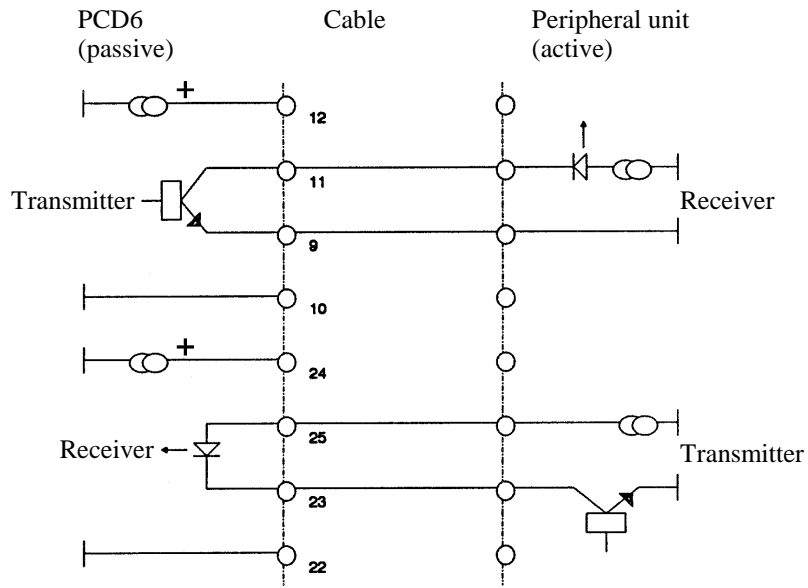 PCD6
(passive)
Cable
Peripheral unit
(active)
+
12
11
Transmitter
Receiver
9
10
+
24
25
Receiver
Transmitter
23
22